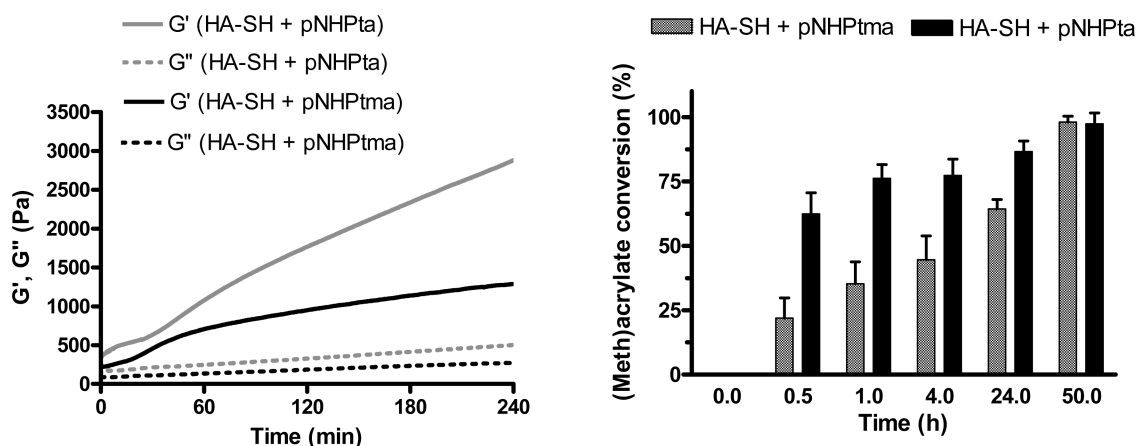 G' (HA-SH + pNHPta)
G" (HA-SH + pNHPta)
G' (HA-SH + pNHPtma)
G" (HA-SH + pNHPtma)
G', G" (Pa)
3500
3000
2500
2000
1500
1000
500
0
0 60 120 180 240
Time (min)
HA-SH + pNHPtma HA-SH + pNHPta
(Meth)acrylate conversion (%)
100
75
50
25
0
0.0 0.5 1.0 4.0 24.0 50.0
Time (h)